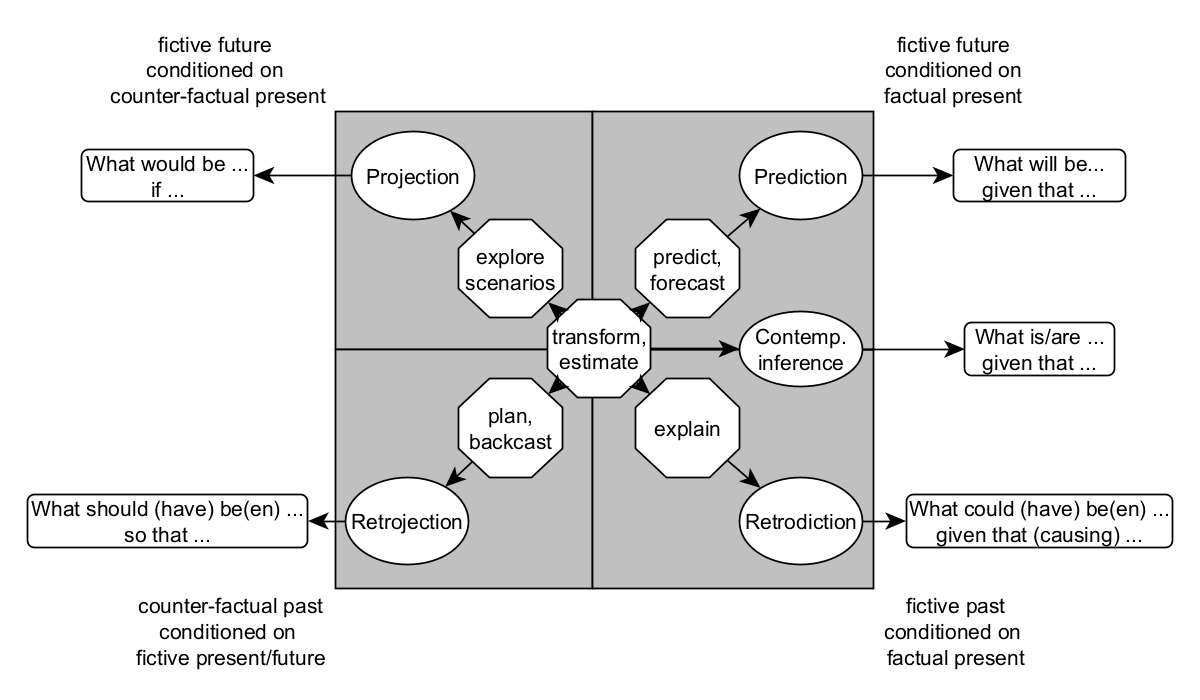 fictive future
conditioned on
counter-factual present
fictive future
conditioned on
factual present
What would be ...
if ...
Projection
Prediction
What will be...
given that ...
explore
scenarios
predict,
forecast
transform,
estimate
Contemp.
inference
What is/are ...
given that ...
plan,
backcast
explain
What should (have) be(en) ...
so that ...
Retrojection
Retrodiction
What could (have) be(en) ...
given that (causing) ...
counter-factual past
conditioned on
fictive present/future
fictive past
conditioned on
factual present